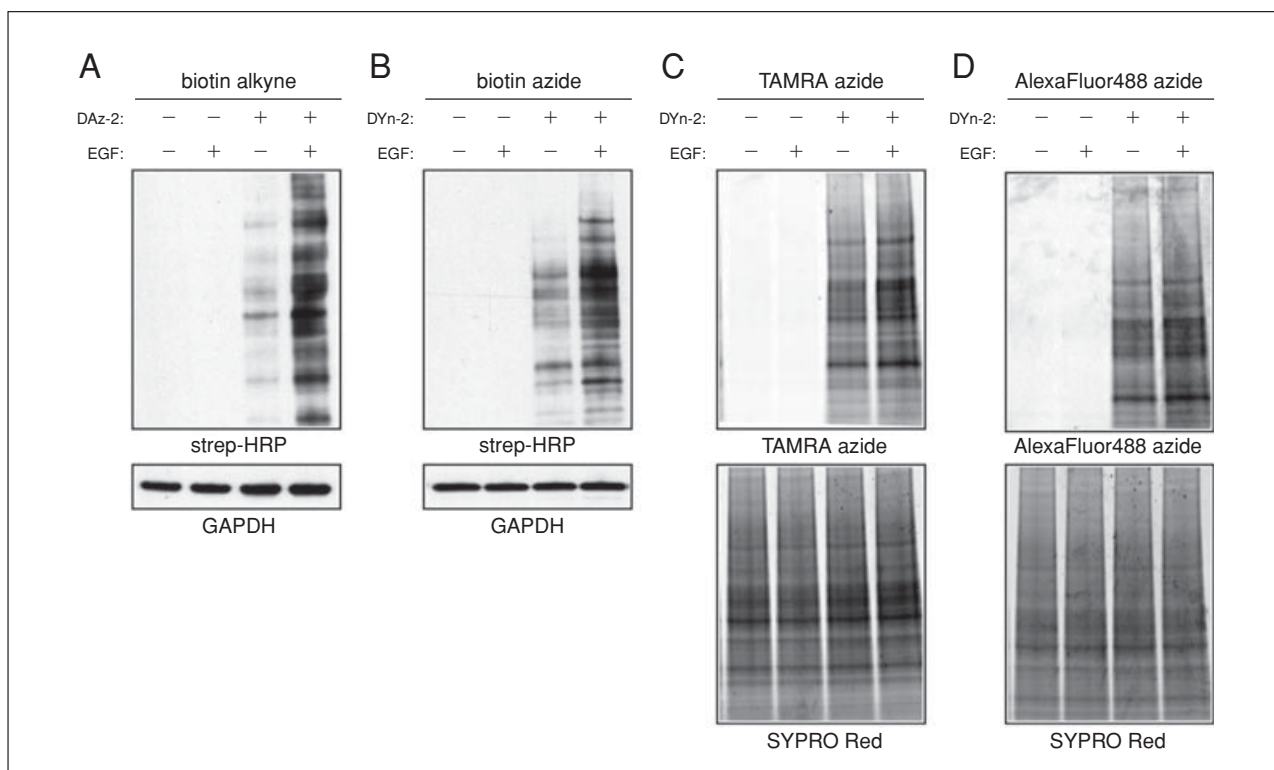 A
biotin alkyne
DAz-2: − − + +
EGF: − + − +
strep-HRP
GAPDH
B
biotin azide
DYn-2: − − + +
EGF: − + − +
strep-HRP
GAPDH
C
TAMRA azide
DYn-2: − − + +
EGF: − + − +
TAMRA azide
SYPRO Red
D
AlexaFluor488 azide
DYn-2: − − + +
EGF: − + − +
AlexaFluor488 azide
SYPRO Red